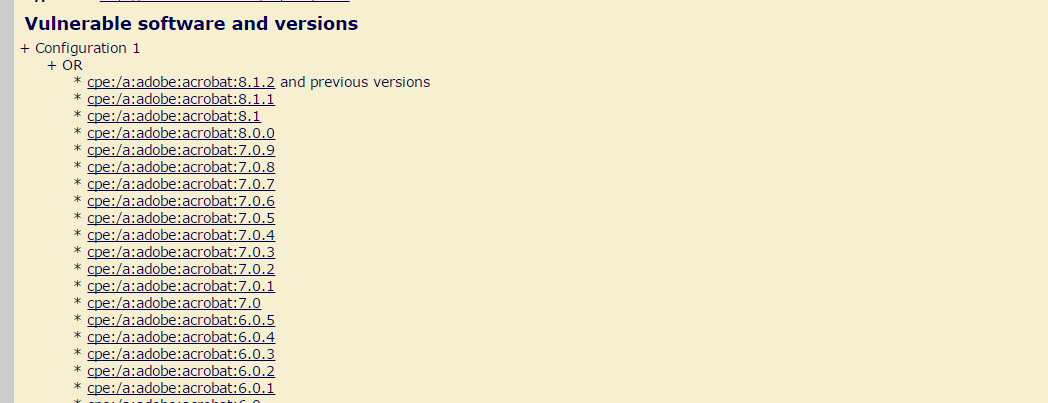 Vulnerable software and versions
+ Configuration 1
+ OR
* cpe:/a:adobe:acrobat:8.1.2 and previous versions
* cpe:/a:adobe:acrobat:8.1.1
* cpe:/a:adobe:acrobat:8.1
* cpe:/a:adobe:acrobat:8.0.0
* cpe:/a:adobe:acrobat:7.0.9
* cpe:/a:adobe:acrobat:7.0.8
* cpe:/a:adobe:acrobat:7.0.7
* cpe:/a:adobe:acrobat:7.0.6
* cpe:/a:adobe:acrobat:7.0.5
* cpe:/a:adobe:acrobat:7.0.4
* cpe:/a:adobe:acrobat:7.0.3
* cpe:/a:adobe:acrobat:7.0.2
* cpe:/a:adobe:acrobat:7.0.1
* cpe:/a:adobe:acrobat:7.0
* cpe:/a:adobe:acrobat:6.0.5
* cpe:/a:adobe:acrobat:6.0.4
* cpe:/a:adobe:acrobat:6.0.3
* cpe:/a:adobe:acrobat:6.0.2
* cpe:/a:adobe:acrobat:6.0.1